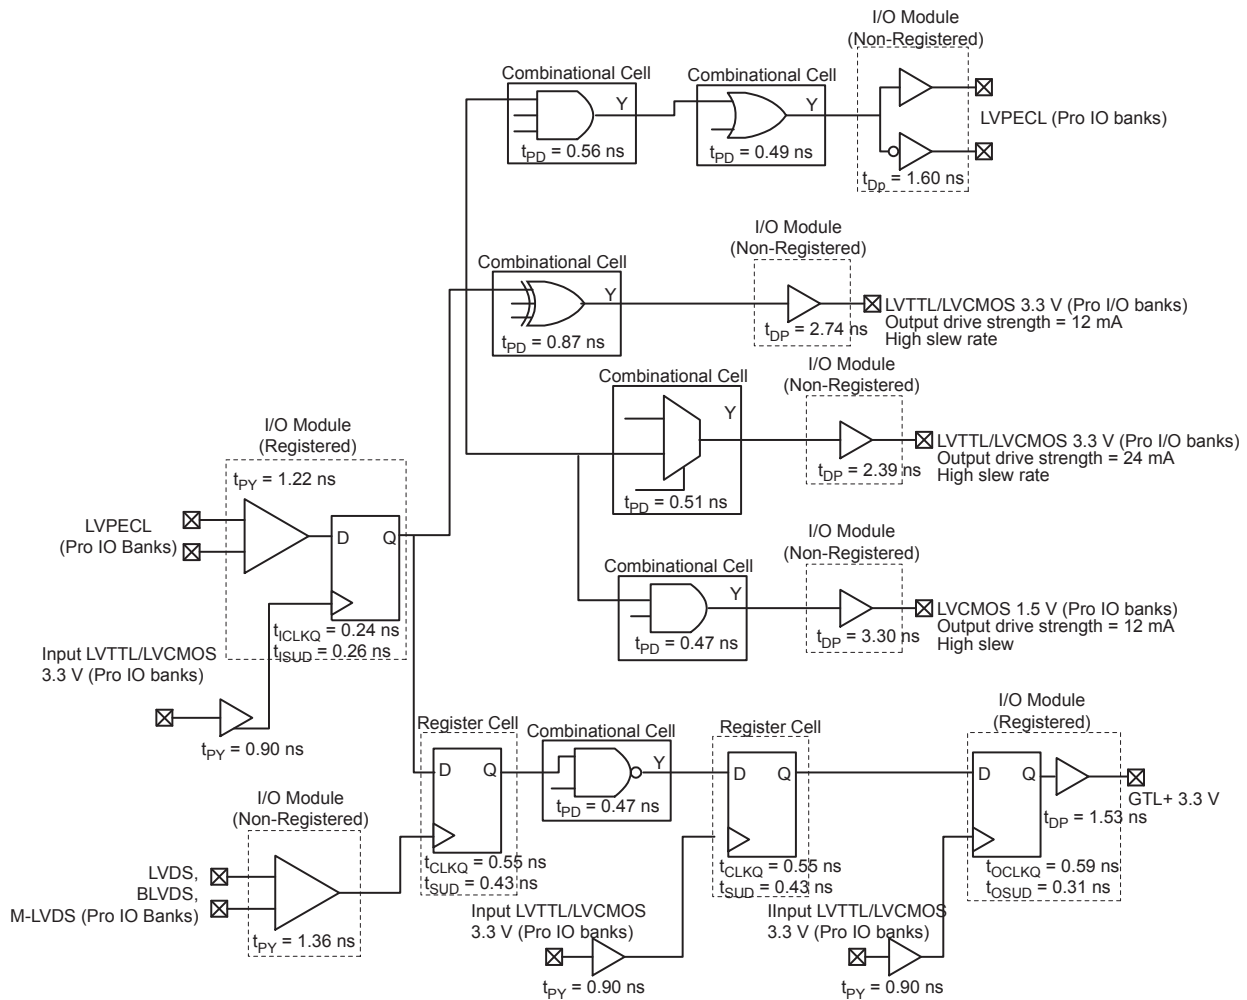 I/O Module
(Non-Registered)
Combinational Cell
Y
tPD = 0.56 ns
Combinational Cell
Y
tPD = 0.49 ns
LVPECL (Pro IO banks)
tDp = 1.60 ns
I/O Module
(Non-Registered)
Combinational Cell
Y
tPD = 0.87 ns
tDP = 2.74 ns
LVTTL/LVCMOS 3.3 V (Pro I/O banks)
Output drive strength = 12 mA
High slew rate
I/O Module
(Non-Registered)
Combinational Cell
Y
tPD = 0.51 ns
tDP = 2.39 ns
LVTTL/LVCMOS 3.3 V (Pro I/O banks)
Output drive strength = 24 mA
High slew rate
I/O Module
(Registered)
tPY = 1.22 ns
LVPECL
(Pro IO Banks)
D
Q
tICLKQ = 0.24 ns
tISUD = 0.26 ns
Input LVTTL/LVCMOS
3.3 V (Pro IO banks)
tPY = 0.90 ns
I/O Module
(Non-Registered)
Combinational Cell
Y
tPD = 0.47 ns
tDP = 3.30 ns
LVCMOS 1.5 V (Pro IO banks)
Output drive strength = 12 mA
High slew
I/O Module
(Non-Registered)
LVDS,
BLVDS,
M-LVDS (Pro IO Banks)
tPY = 1.36 ns
Register Cell
D
Q
tCLKQ = 0.55 ns
tSUD = 0.43 ns
Combinational Cell
Y
tPD = 0.47 ns
Register Cell
D
Q
tCLKQ = 0.55 ns
tSUD = 0.43 ns
Input LVTTL/LVCMOS
3.3 V (Pro IO banks)
tPY = 0.90 ns
I/O Module
(Registered)
D
Q
tDP = 1.53 ns
GTL+ 3.3 V
tOCLKQ = 0.59 ns
tOSUD = 0.31 ns
IInput LVTTL/LVCMOS
3.3 V (Pro IO banks)
tPY = 0.90 ns